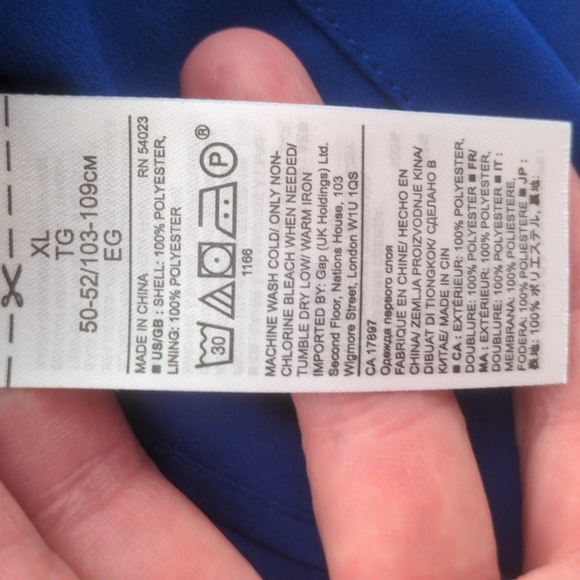 XL
TG
50-52/103-109см
EG
MADE IN CHINA RN 54023
■ US/GB : SHELL: 100% POLYESTER,
LINING: 100% POLYESTER
30 P ®
1166
MACHINE WASH COLD/ ONLY NON-
CHLORINE BLEACH WHEN NEEDED/
TUMBLE DRY LOW/ WARM IRON
IMPORTED BY: Gap (UK Holdings) Ltd.
Second Floor, Nations House, 103
Wigmore Street, London W1U 1QS
CA 17897
Одежда первого слоя
FABRIQUÉ EN CHINE/ HECHO EN
CHINA/ ZEMLJA PROIZVODNJE KINA/
DIBUAT DI TIONGKOK/ СДЕЛАНО В
КИТАЕ/ MADE IN CIN
■ CA : EXTÉRIEUR: 100% POLYESTER,
DOUBLURE: 100% POLYESTER ■ FR/
MA : EXTÉRIEUR: 100% POLYESTER,
DOUBLURE: 100% POLYESTER ■ IT :
MEMBRANA: 100% POLIESTERE,
FODERA: 100% POLIESTERE ■ JP :
表地: 100% ポリエステル, 裏地: